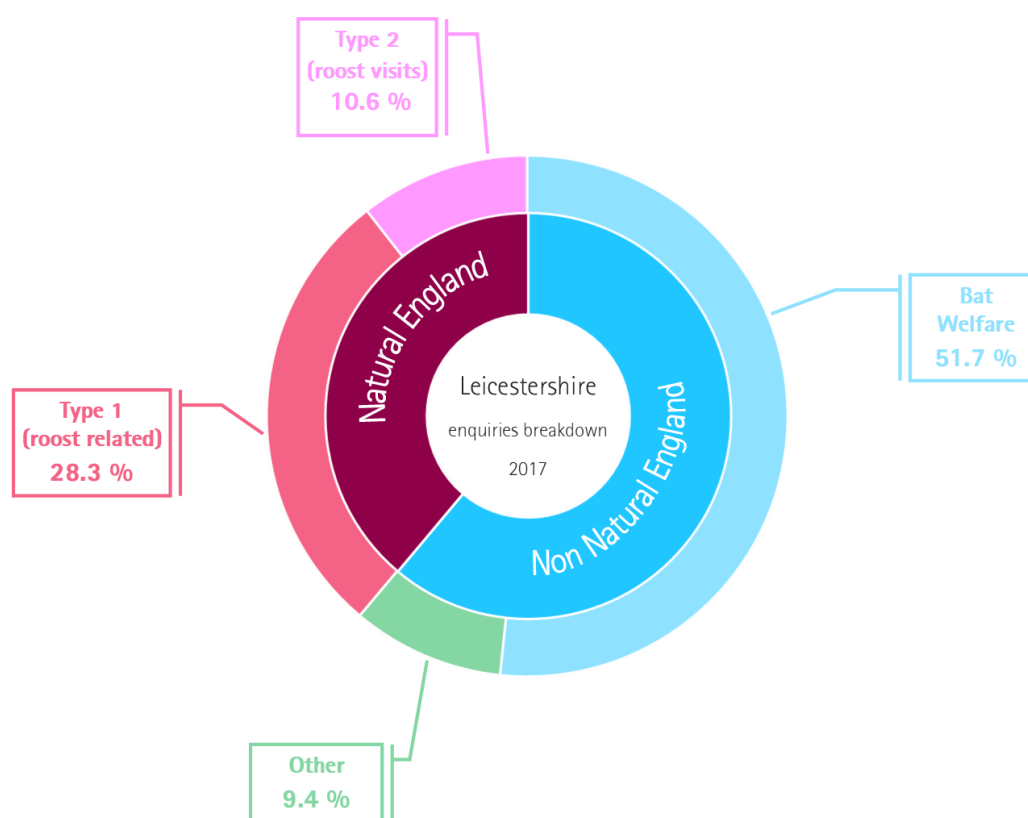 Type 2
(roost visits)
10.6 %
Natural England
Bat
Welfare
51.7 %
Leicestershire
enquiries breakdown
2017
Type 1
(roost related)
28.3 %
Non Natural England
Other
9.4 %